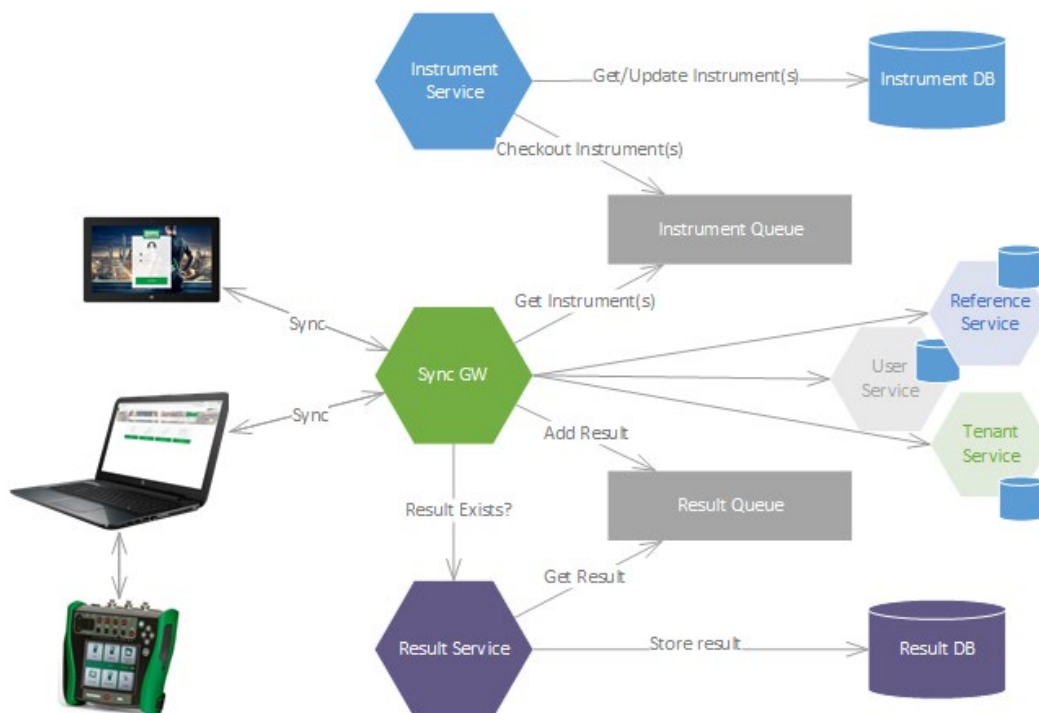 Instrument
Service
Get/Update Instrument(s)
Instrument DB
Checkout Instrument(s)
Instrument Queue
Get Instrument(s)
Reference
Service
Sync
Sync GW
User
Service
Sync
Add Result
Tenant
Service
Result Exists?
Result Queue
Get Result
Result Service
Store result
Result DB